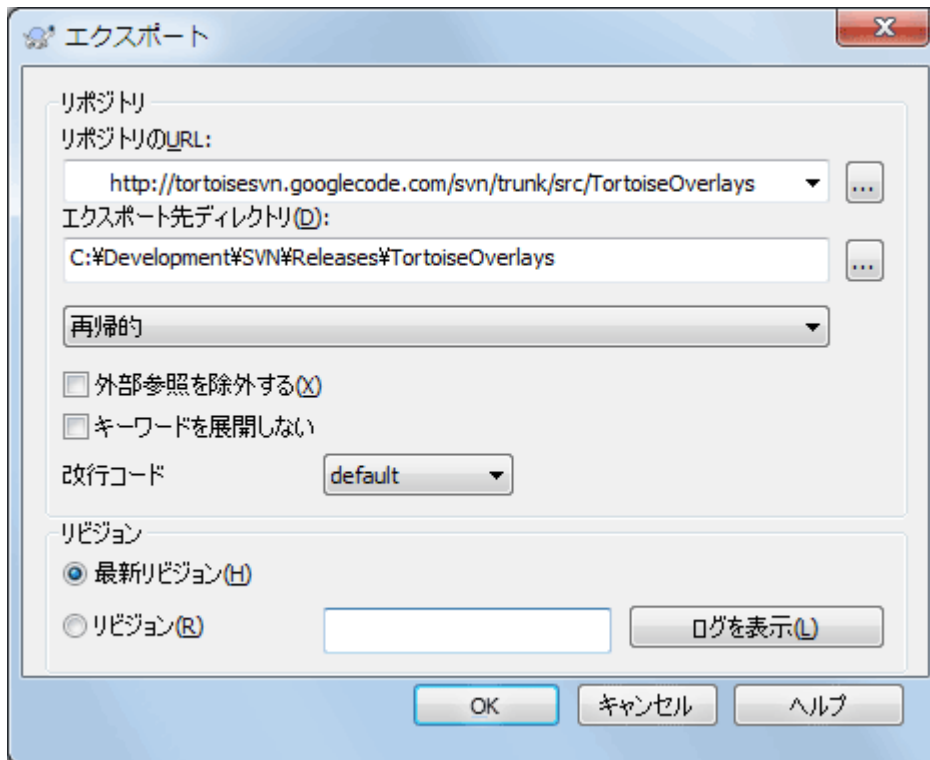 エクスポート
リポジトリ
リポジトリのURL:
http://tortoisesvn.googlecode.com/svn/trunk/src/TortoiseOverlays
...
エクスポート先ディレクトリ(D):
C:¥Development¥SVN¥Releases¥TortoiseOverlays
...
再帰的
外部参照を除外する(X)
キーワードを展開しない
改行コード default
リビジョン
最新リビジョン(H)
リビジョン(R) ログを表示(L)
OK キャンセル ヘルプ